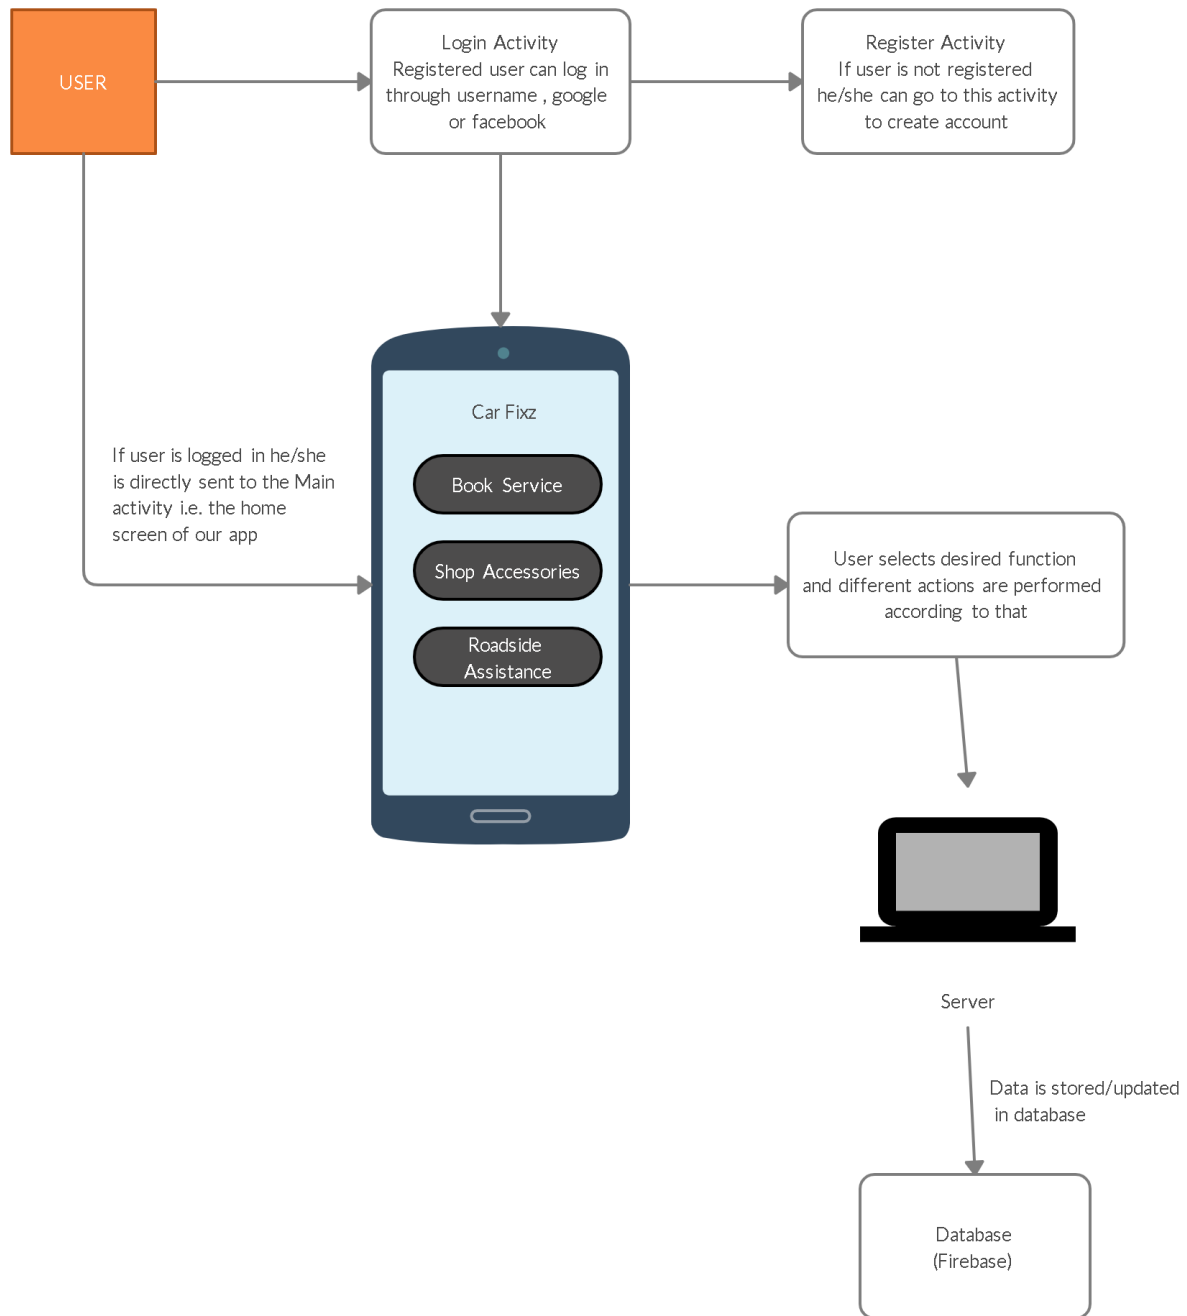 USER
Login Activity
Registered user can log in
through username , google
or facebook
Register Activity
If user is not registered
he/she can go to this activity
to create account
Car Fixz
Book Service
Shop Accessories
Roadside
Assistance
If user is logged in he/she
is directly sent to the Main
activity i.e. the home
screen of our app
User selects desired function
and different actions are performed
according to that
Server
Data is stored/updated
in database
Database
(Firebase)